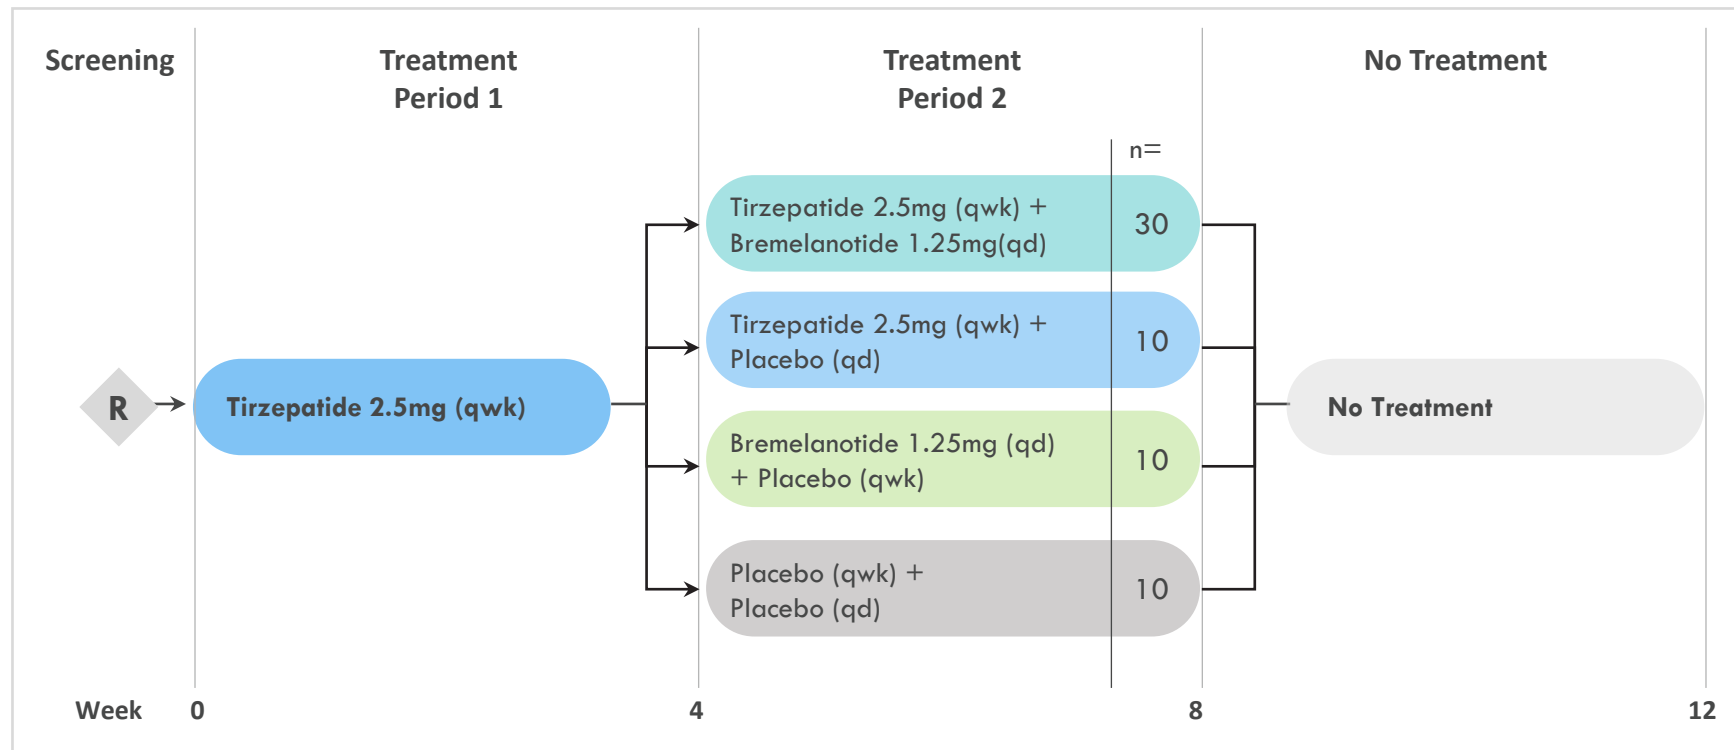 Screening
Treatment
Period 1
Treatment
Period 2
No Treatment
n=
Tirzepatide 2.5mg (qwk) +
Bremelanotide 1.25mg(qd)
30
Tirzepatide 2.5mg (qwk) +
Placebo (qd)
10
R
Tirzepatide 2.5mg (qwk)
No Treatment
Bremelanotide 1.25mg (qd)
+ Placebo (qwk)
10
Placebo (qwk) +
Placebo (qd)
10
Week 0 4 8 12